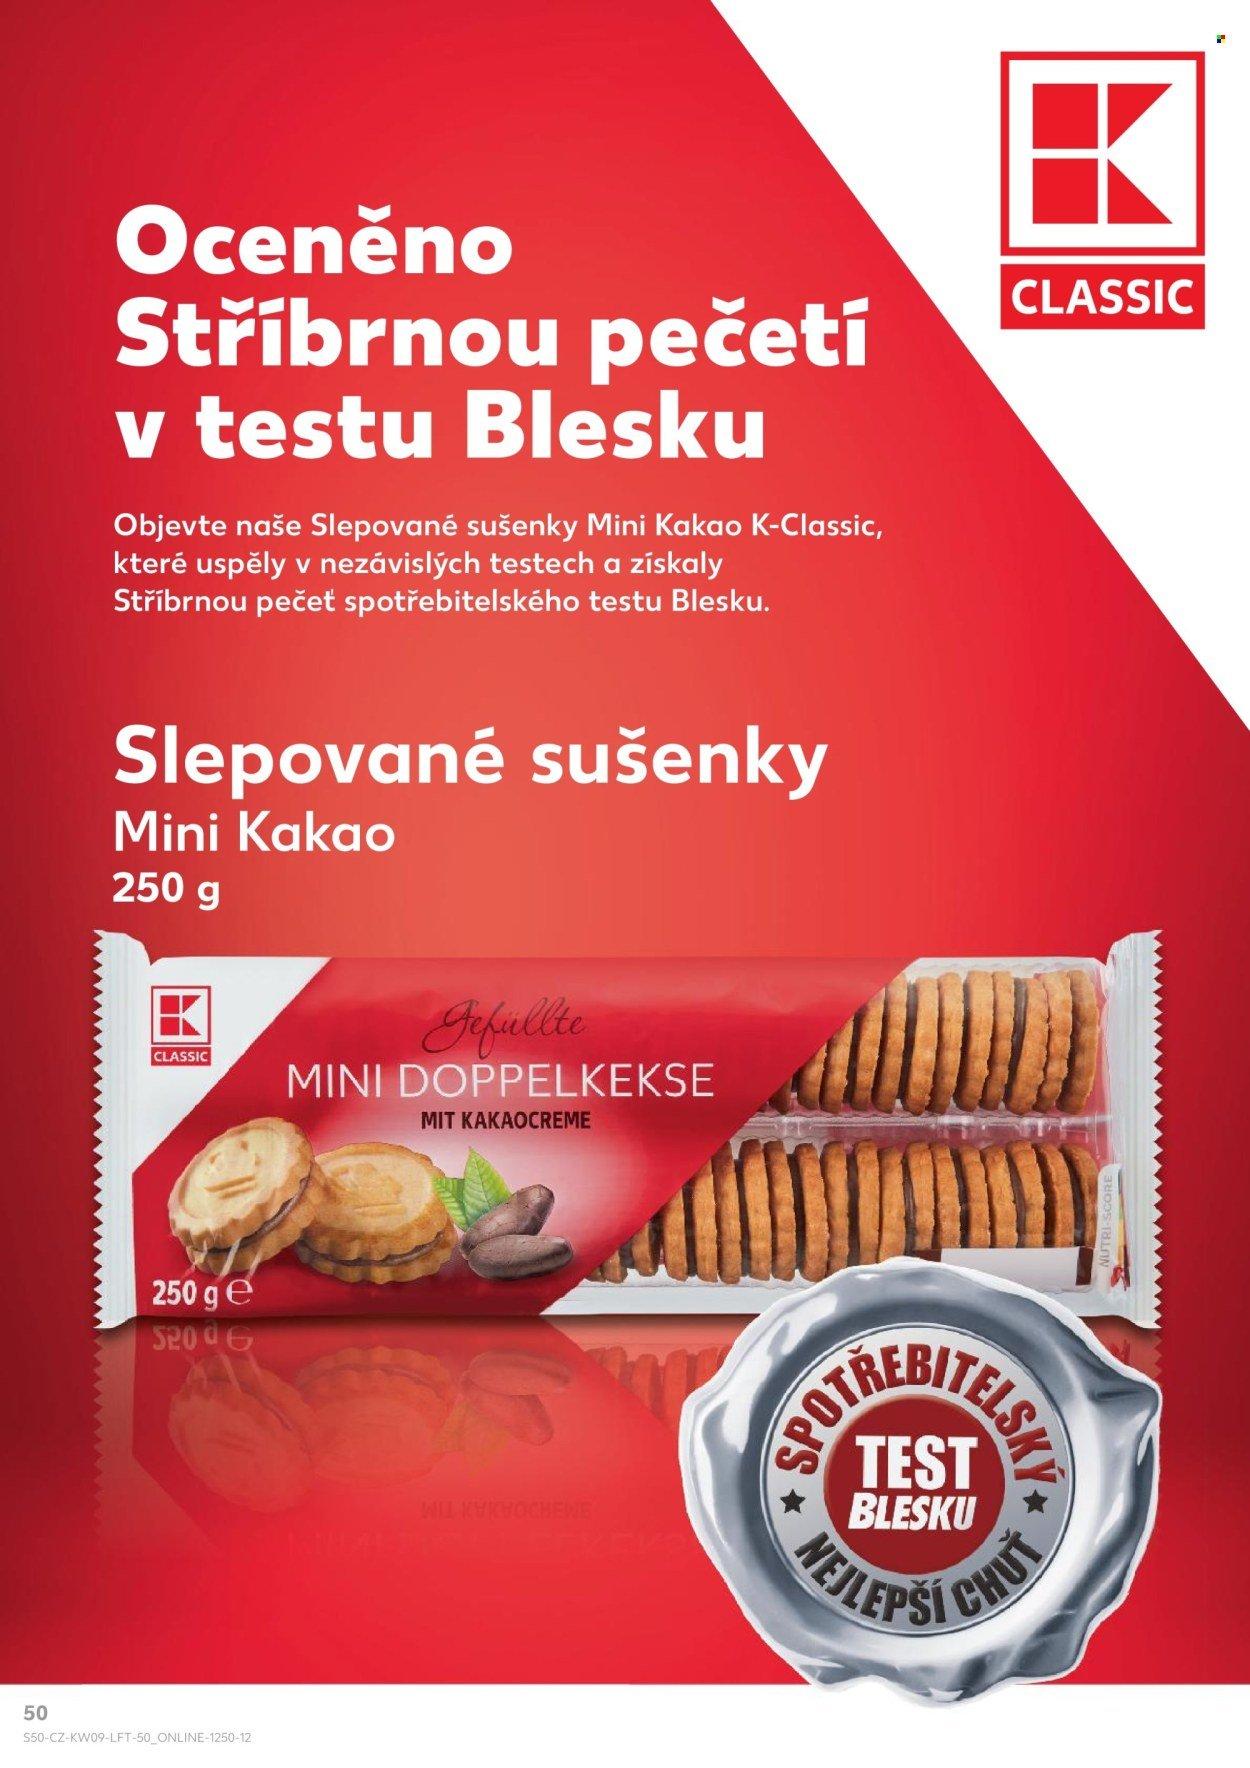 K
CLASSIC
Oceněno
Stříbrnou pečetí
v testu Blesku
Objevte naše Slepované sušenky Mini Kakao K-Classic,
které uspěly v nezávislých testech a získaly
Stříbrnou pečeť spotřebitelského testu Blesku.
Slepované sušenky
Mini Kakao
250 g
K
CLASSIC
Gefüllte
MINI DOPPELKEKSE
MIT KAKAOCREME
250 g e
NUTRI-SCORE
SPOTŘEBITELSKÝ
TEST
BLESKU
NEJLEPŠÍ CHUŤ
50
S50-CZ-KW09-LFT-50_ONLINE-1250-12